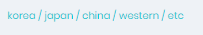 korea / japan / china / western / etc